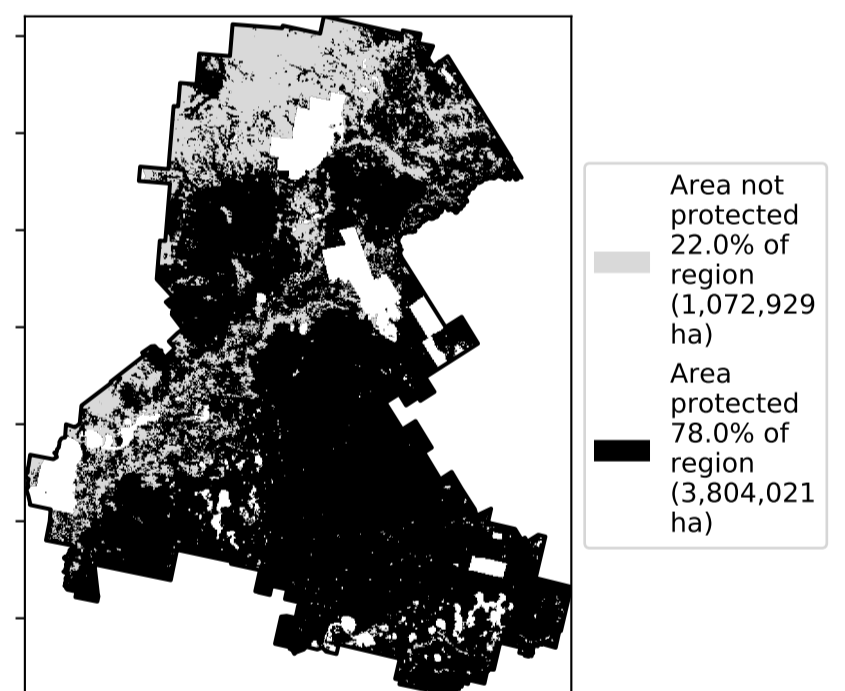 Area not
protected
22.0% of
region
(1,072,929
ha)
Area
protected
78.0% of
region
(3,804,021
ha)